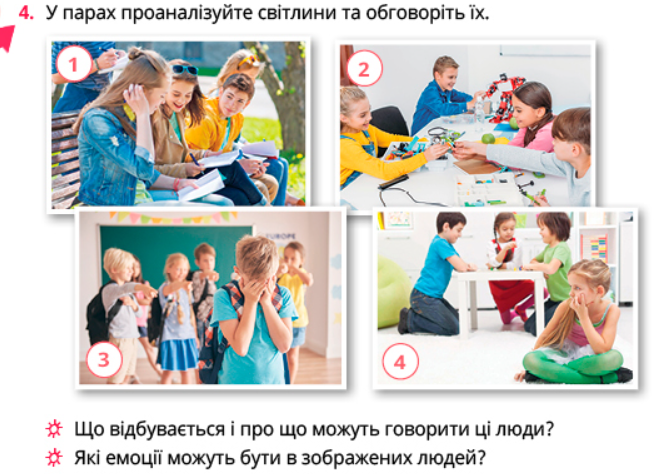 4. У парах проаналізуйте світлини та обговоріть їх.
1
2
EUROPE
3
4
Що відбувається і про що можуть говорити ці люди?
Які емоції можуть бути в зображених людей?